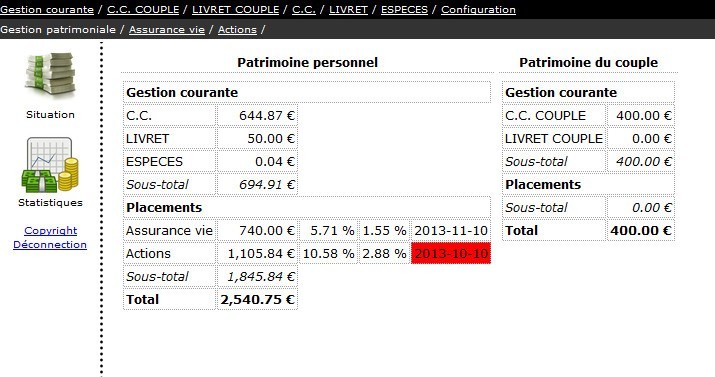 Gestion courante / C.C. COUPLE / LIVRET COUPLE / C.C. / LIVRET / ESPECES / Configuration
Gestion patrimoniale / Assurance vie / Actions /
Situation
Statistiques
Copyright
Déconnection
Patrimoine personnel
Gestion courante
C.C. 644.87 €
LIVRET 50.00 €
ESPECES 0.04 €
Sous-total 694.91 €
Placements
Assurance vie 740.00 € 5.71 % 1.55 % 2013-11-10
Actions 1,105.84 € 10.58 % 2.88 % 2013-10-10
Sous-total 1,845.84 €
Total 2,540.75 €
Patrimoine du couple
Gestion courante
C.C. COUPLE 400.00 €
LIVRET COUPLE 0.00 €
Sous-total 400.00 €
Placements
Sous-total 0.00 €
Total 400.00 €